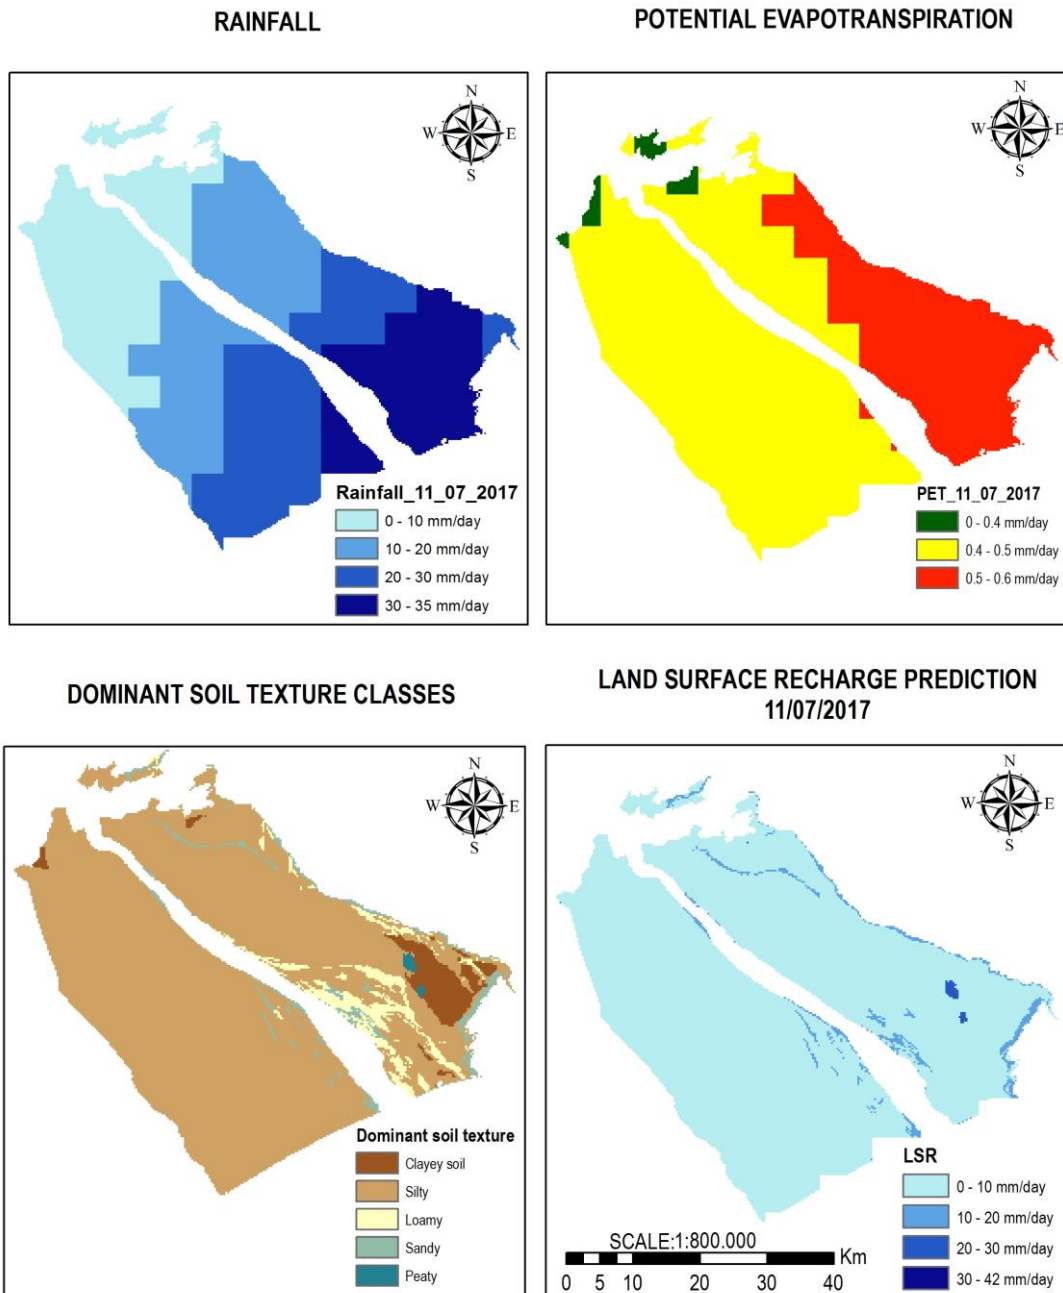 RAINFALL
POTENTIAL EVAPOTRANSPIRATION
N
W E
S
Rainfall_11_07_2017
0 - 10 mm/day
10 - 20 mm/day
20 - 30 mm/day
30 - 35 mm/day
N
W E
S
PET_11_07_2017
0 - 0.4 mm/day
0.4 - 0.5 mm/day
0.5 - 0.6 mm/day
DOMINANT SOIL TEXTURE CLASSES
LAND SURFACE RECHARGE PREDICTION
11/07/2017
N
W E
S
Dominant soil texture
Clayey soil
Silty
Loamy
Sandy
Peaty
N
W E
S
LSR
0 - 10 mm/day
10 - 20 mm/day
20 - 30 mm/day
30 - 42 mm/day
SCALE:1:800.000
Km
0 5 10 20 30 40